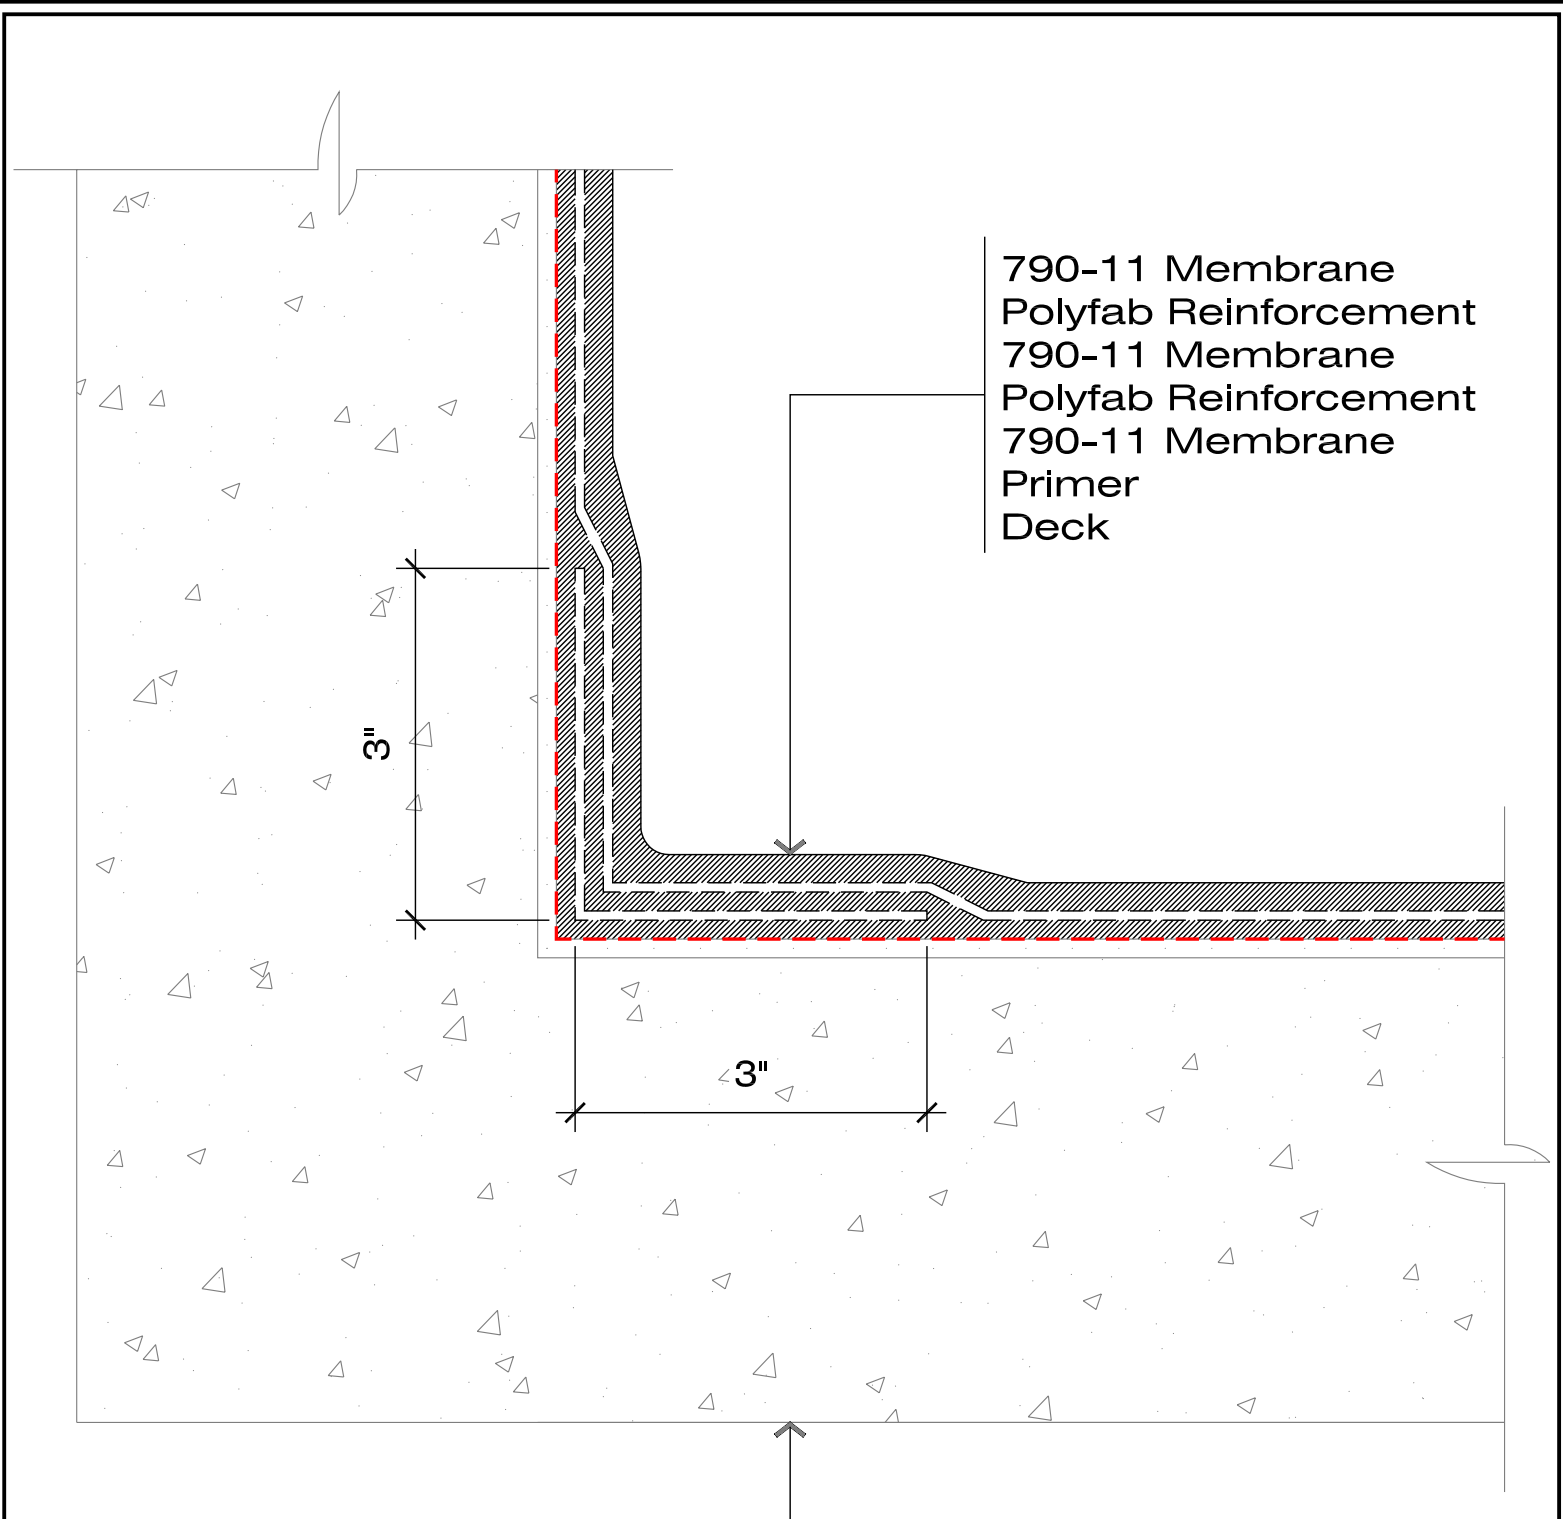 790-11 Membrane
Polyfab Reinforcement
790-11 Membrane
Polyfab Reinforcement
790-11 Membrane
Primer
Deck
3"
3"